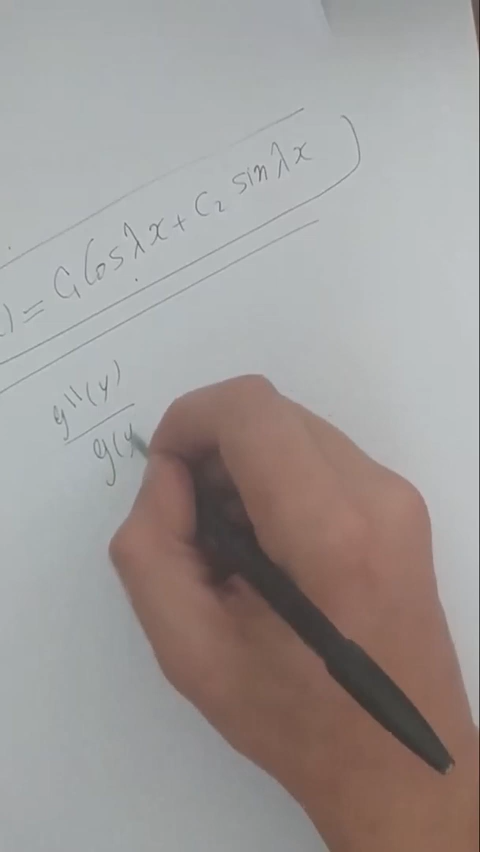 ) = C₁ Cos λx + C₂ sin λx
g''(y)
g(y